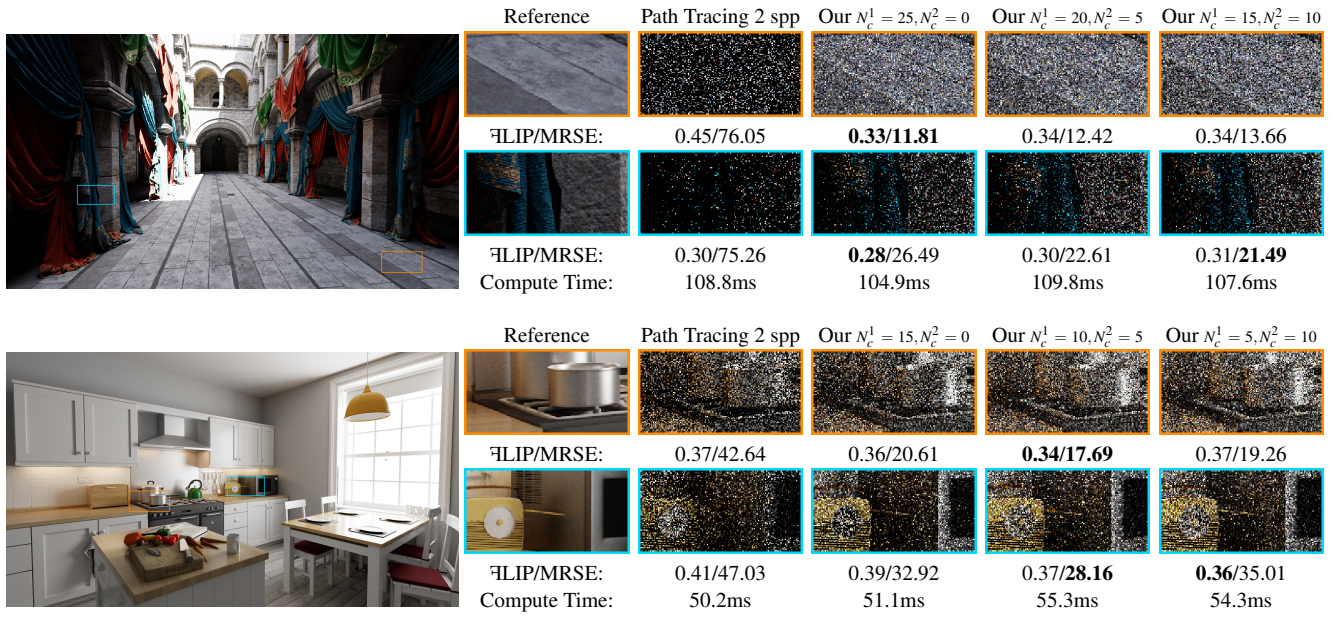 Reference Path Tracing 2 spp Our N_c^1 = 25, N_c^2 = 0 Our N_c^1 = 20, N_c^2 = 5 Our N_c^1 = 15, N_c^2 = 10
ꟻLIP/MRSE: 0.45/76.05 0.33/11.81 0.34/12.42 0.34/13.66
ꟻLIP/MRSE: 0.30/75.26 0.28/26.49 0.30/22.61 0.31/21.49
Compute Time: 108.8ms 104.9ms 109.8ms 107.6ms
Reference Path Tracing 2 spp Our N_c^1 = 15, N_c^2 = 0 Our N_c^1 = 10, N_c^2 = 5 Our N_c^1 = 5, N_c^2 = 10
ꟻLIP/MRSE: 0.37/42.64 0.36/20.61 0.34/17.69 0.37/19.26
ꟻLIP/MRSE: 0.41/47.03 0.39/32.92 0.37/28.16 0.36/35.01
Compute Time: 50.2ms 51.1ms 55.3ms 54.3ms